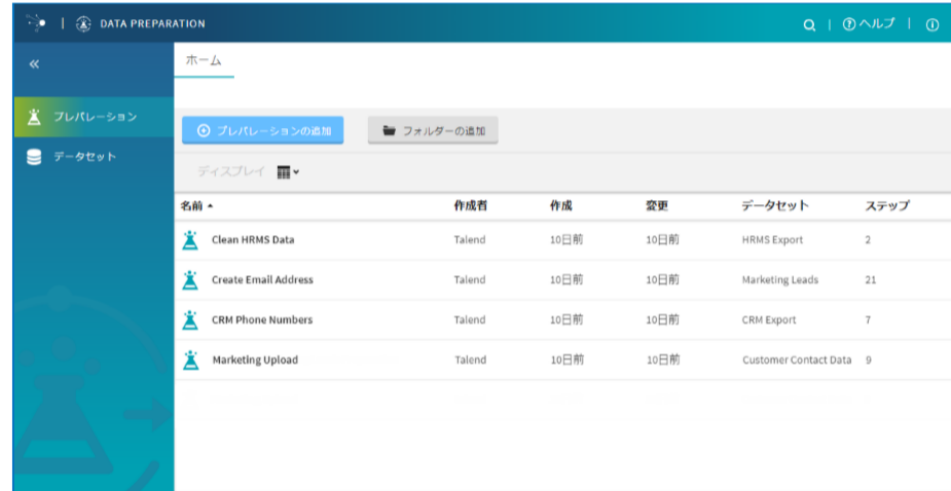 DATA PREPARATION
ヘルプ
ホーム
プレパレーション
データセット
プレパレーションの追加
フォルダーの追加
ディスプレイ
名前 作成者 作成 変更 データセット ステップ
Clean HRMS Data Talend 10日前 10日前 HRMS Export 2
Create Email Address Talend 10日前 10日前 Marketing Leads 21
CRM Phone Numbers Talend 10日前 10日前 CRM Export 7
Marketing Upload Talend 10日前 10日前 Customer Contact Data 9